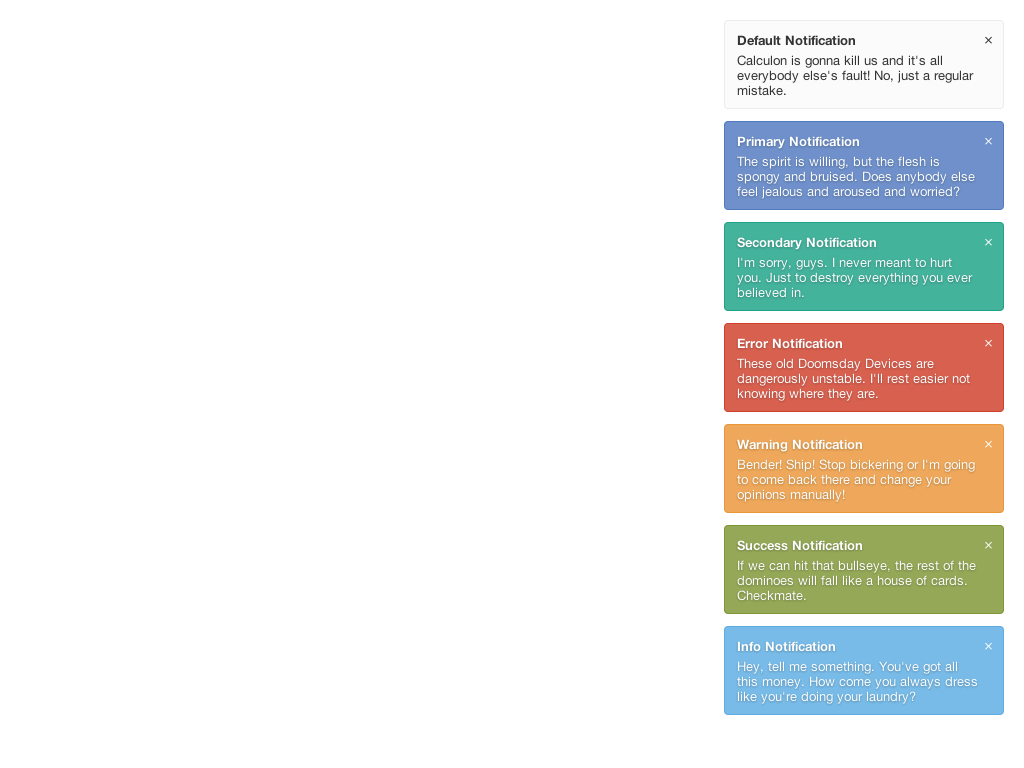 Default Notification ×
Calculon is gonna kill us and it's all
everybody else's fault! No, just a regular
mistake.
Primary Notification ×
The spirit is willing, but the flesh is
spongy and bruised. Does anybody else
feel jealous and aroused and worried?
Secondary Notification ×
I'm sorry, guys. I never meant to hurt
you. Just to destroy everything you ever
believed in.
Error Notification ×
These old Doomsday Devices are
dangerously unstable. I'll rest easier not
knowing where they are.
Warning Notification ×
Bender! Ship! Stop bickering or I'm going
to come back there and change your
opinions manually!
Success Notification ×
If we can hit that bullseye, the rest of the
dominoes will fall like a house of cards.
Checkmate.
Info Notification ×
Hey, tell me something. You've got all
this money. How come you always dress
like you're doing your laundry?